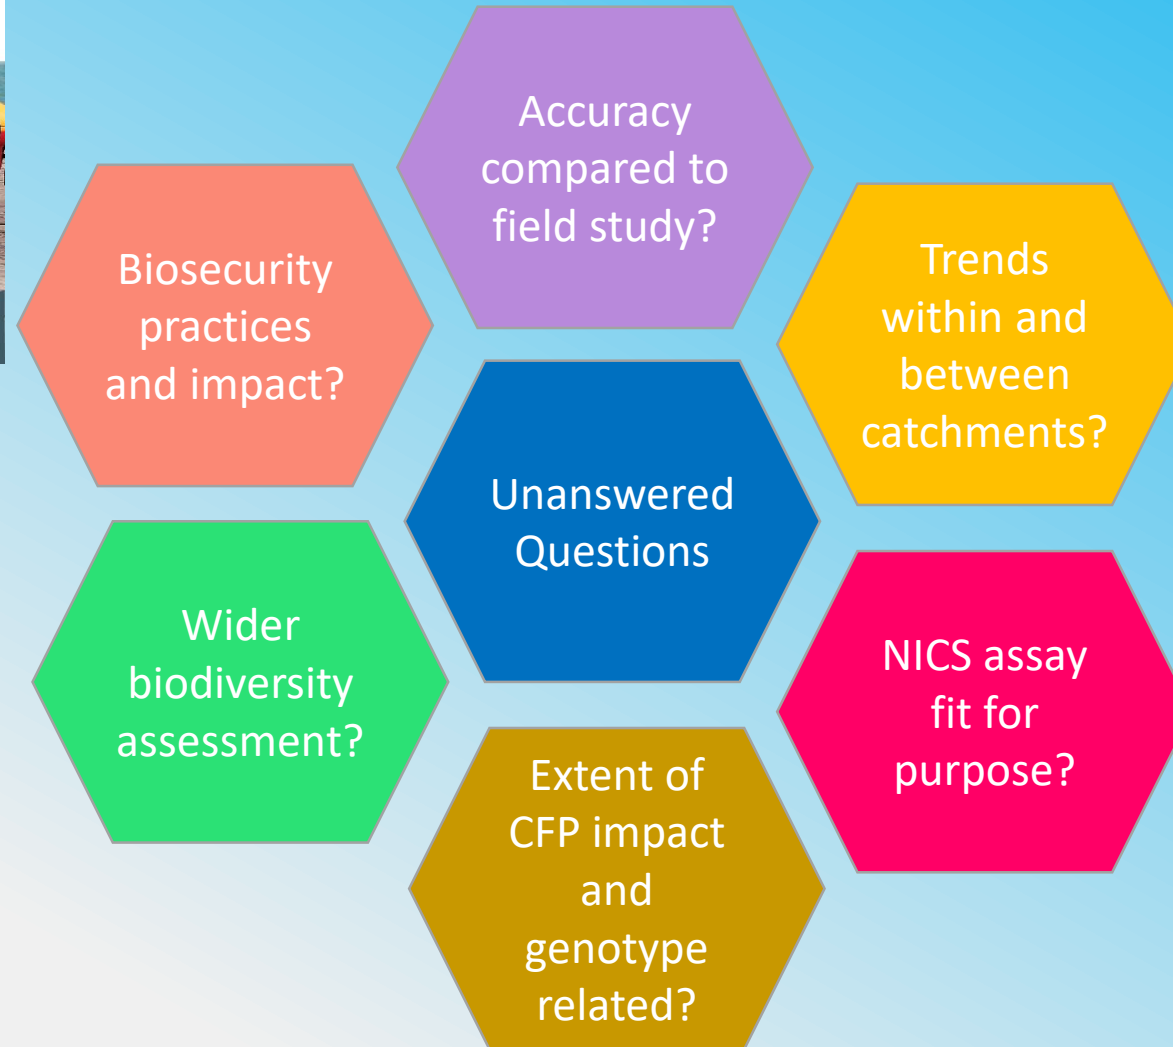 Accuracy
compared to
field study?
Biosecurity
practices
and impact?
Trends
within and
between
catchments?
Unanswered
Questions
Wider
biodiversity
assessment?
NICS assay
fit for
purpose?
Extent of
CFP impact
and
genotype
related?